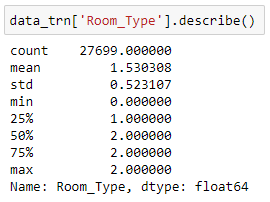 data_trn['Room_Type'].describe()
count    27699.000000
mean         1.530308
std          0.523107
min          0.000000
25%          1.000000
50%          2.000000
75%          2.000000
max          2.000000
Name: Room_Type, dtype: float64